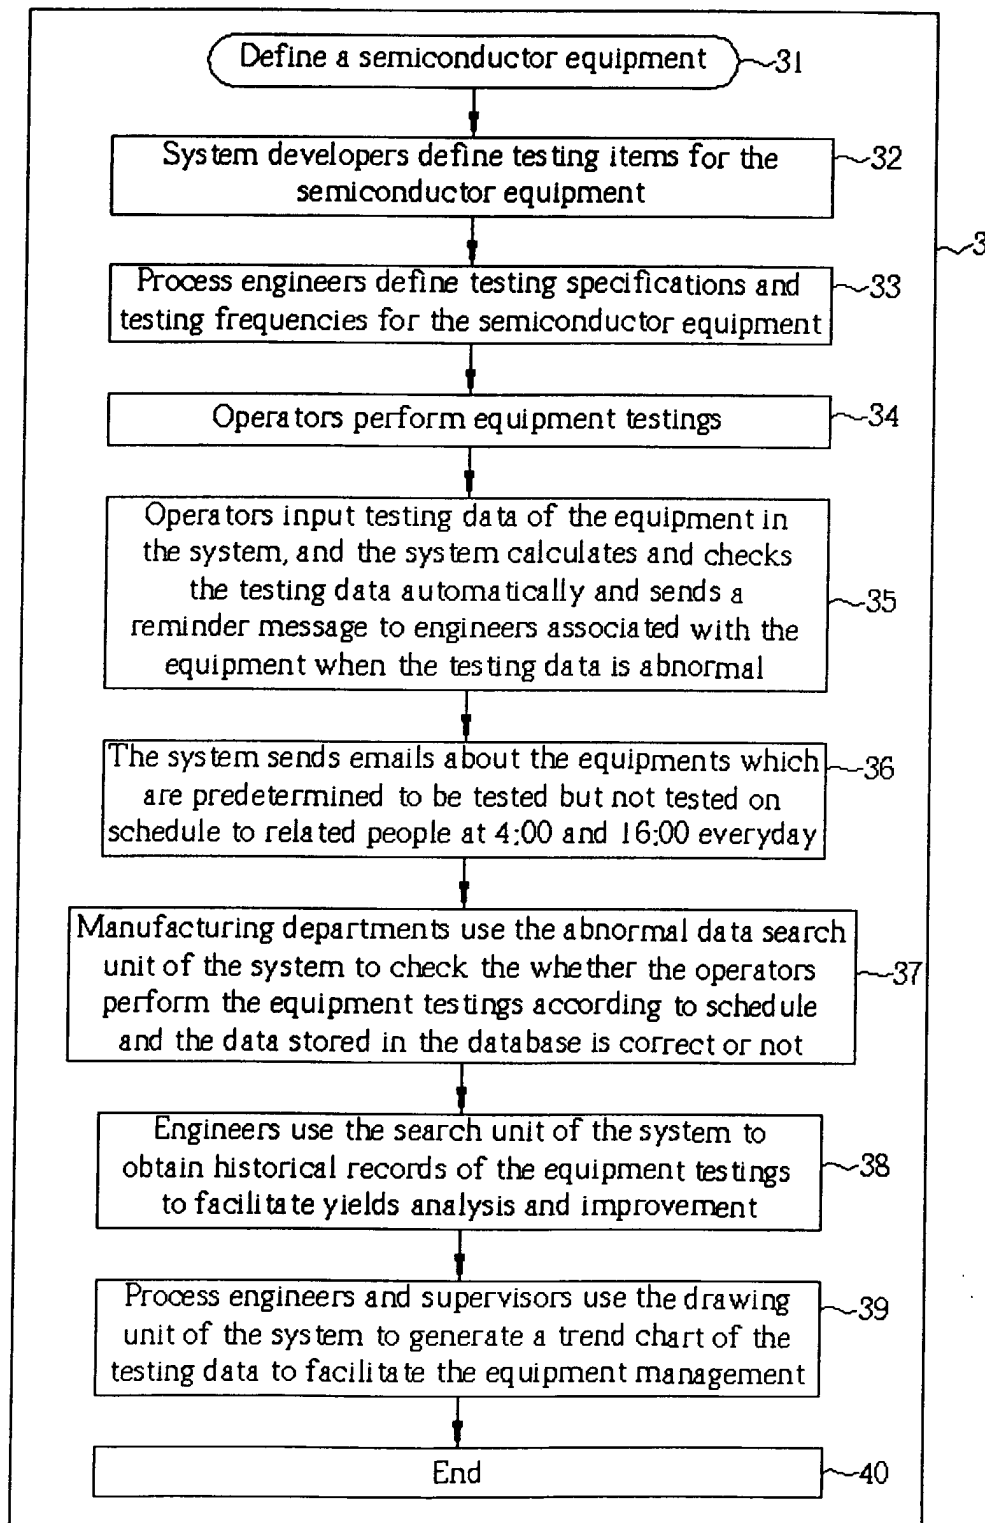 Define a semiconductor equipment
31
System developers define testing items for the
semiconductor equipment
32
3
Process engineers define testing specifications and
testing frequencies for the semiconductor equipment
33
Operators perform equipment testings
34
Operators input testing data of the equipment in
the system, and the system calculates and checks
the testing data automatically and sends a
reminder message to engineers associated with the
equipment when the testing data is abnormal
35
The system sends emails about the equipments which
are predetermined to be tested but not tested on
schedule to related people at 4:00 and 16:00 everyday
36
Manufacturing departments use the abnormal data search
unit of the system to check the whether the operators
perform the equipment testings according to schedule
and the data stored in the database is correct or not
37
Engineers use the search unit of the system to
obtain historical records of the equipment testings
to facilitate yields analysis and improvement
38
Process engineers and supervisors use the drawing
unit of the system to generate a trend chart of the
testing data to facilitate the equipment management
39
End
40